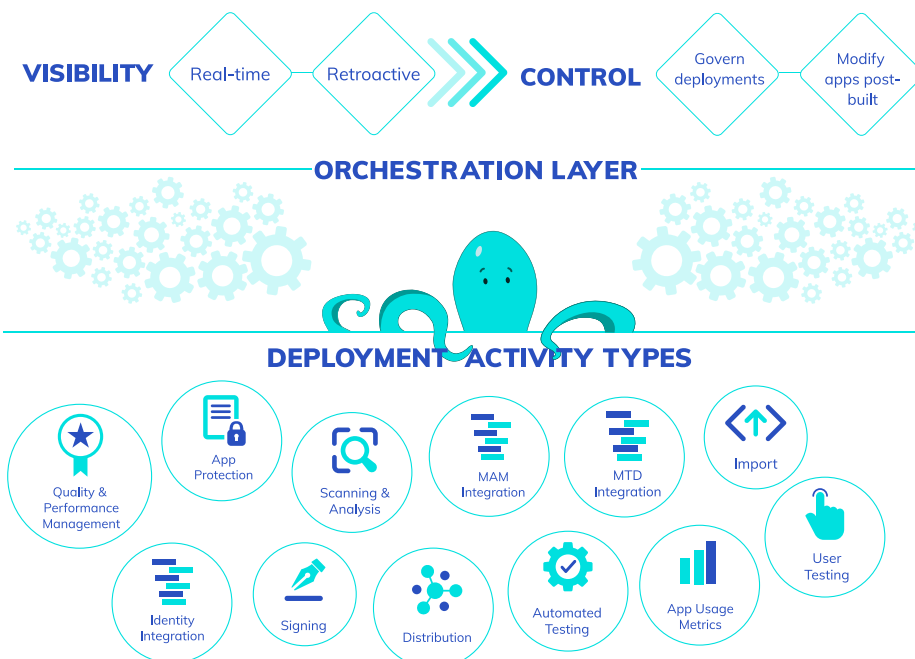 VISIBILITY
Real-time
Retroactive
CONTROL
Govern
deployments
Modify
apps post-
built
ORCHESTRATION LAYER
DEPLOYMENT ACTIVITY TYPES
Quality &
Performance
Management
App
Protection
Scanning &
Analysis
MAM
Integration
MTD
Integration
Import
User
Testing
Identity
Integration
Signing
Distribution
Automated
Testing
App Usage
Metrics